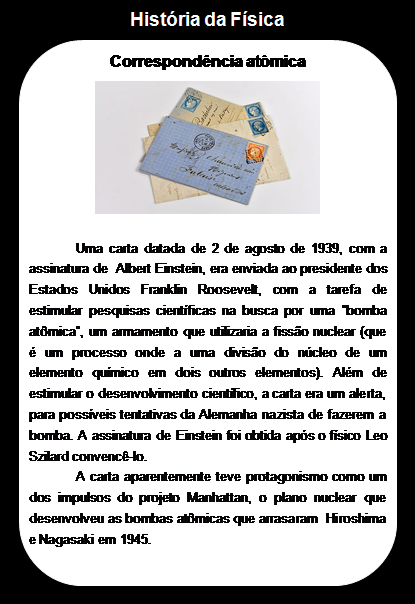 História da Física
Correspondência atômica
Uma carta datada de 2 de agosto de 1939, com a
assinatura de Albert Einstein, era enviada ao presidente dos
Estados Unidos Franklin Roosevelt, com a tarefa de
estimular pesquisas científicas na busca por uma "bomba
atômica", um armamento que utilizaria a fissão nuclear (que
é um processo onde a uma divisão do núcleo de um
elemento químico em dois outros elementos). Além de
estimular o desenvolvimento científico, a carta era um alerta,
para possíveis tentativas da Alemanha nazista de fazerem a
bomba. A assinatura de Einstein foi obtida após o físico Leo
Szilard convencê-lo.
A carta aparentemente teve protagonismo como um
dos impulsos do projeto Manhattan, o plano nuclear que
desenvolveu as bombas atômicas que arrasaram Hiroshima
e Nagasaki em 1945.